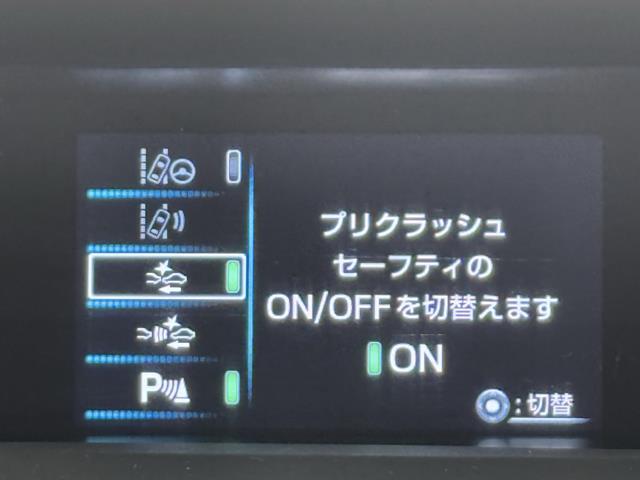 プリクラッシュ
セーフティの
ON/OFFを切替えます
ON
P
:切替